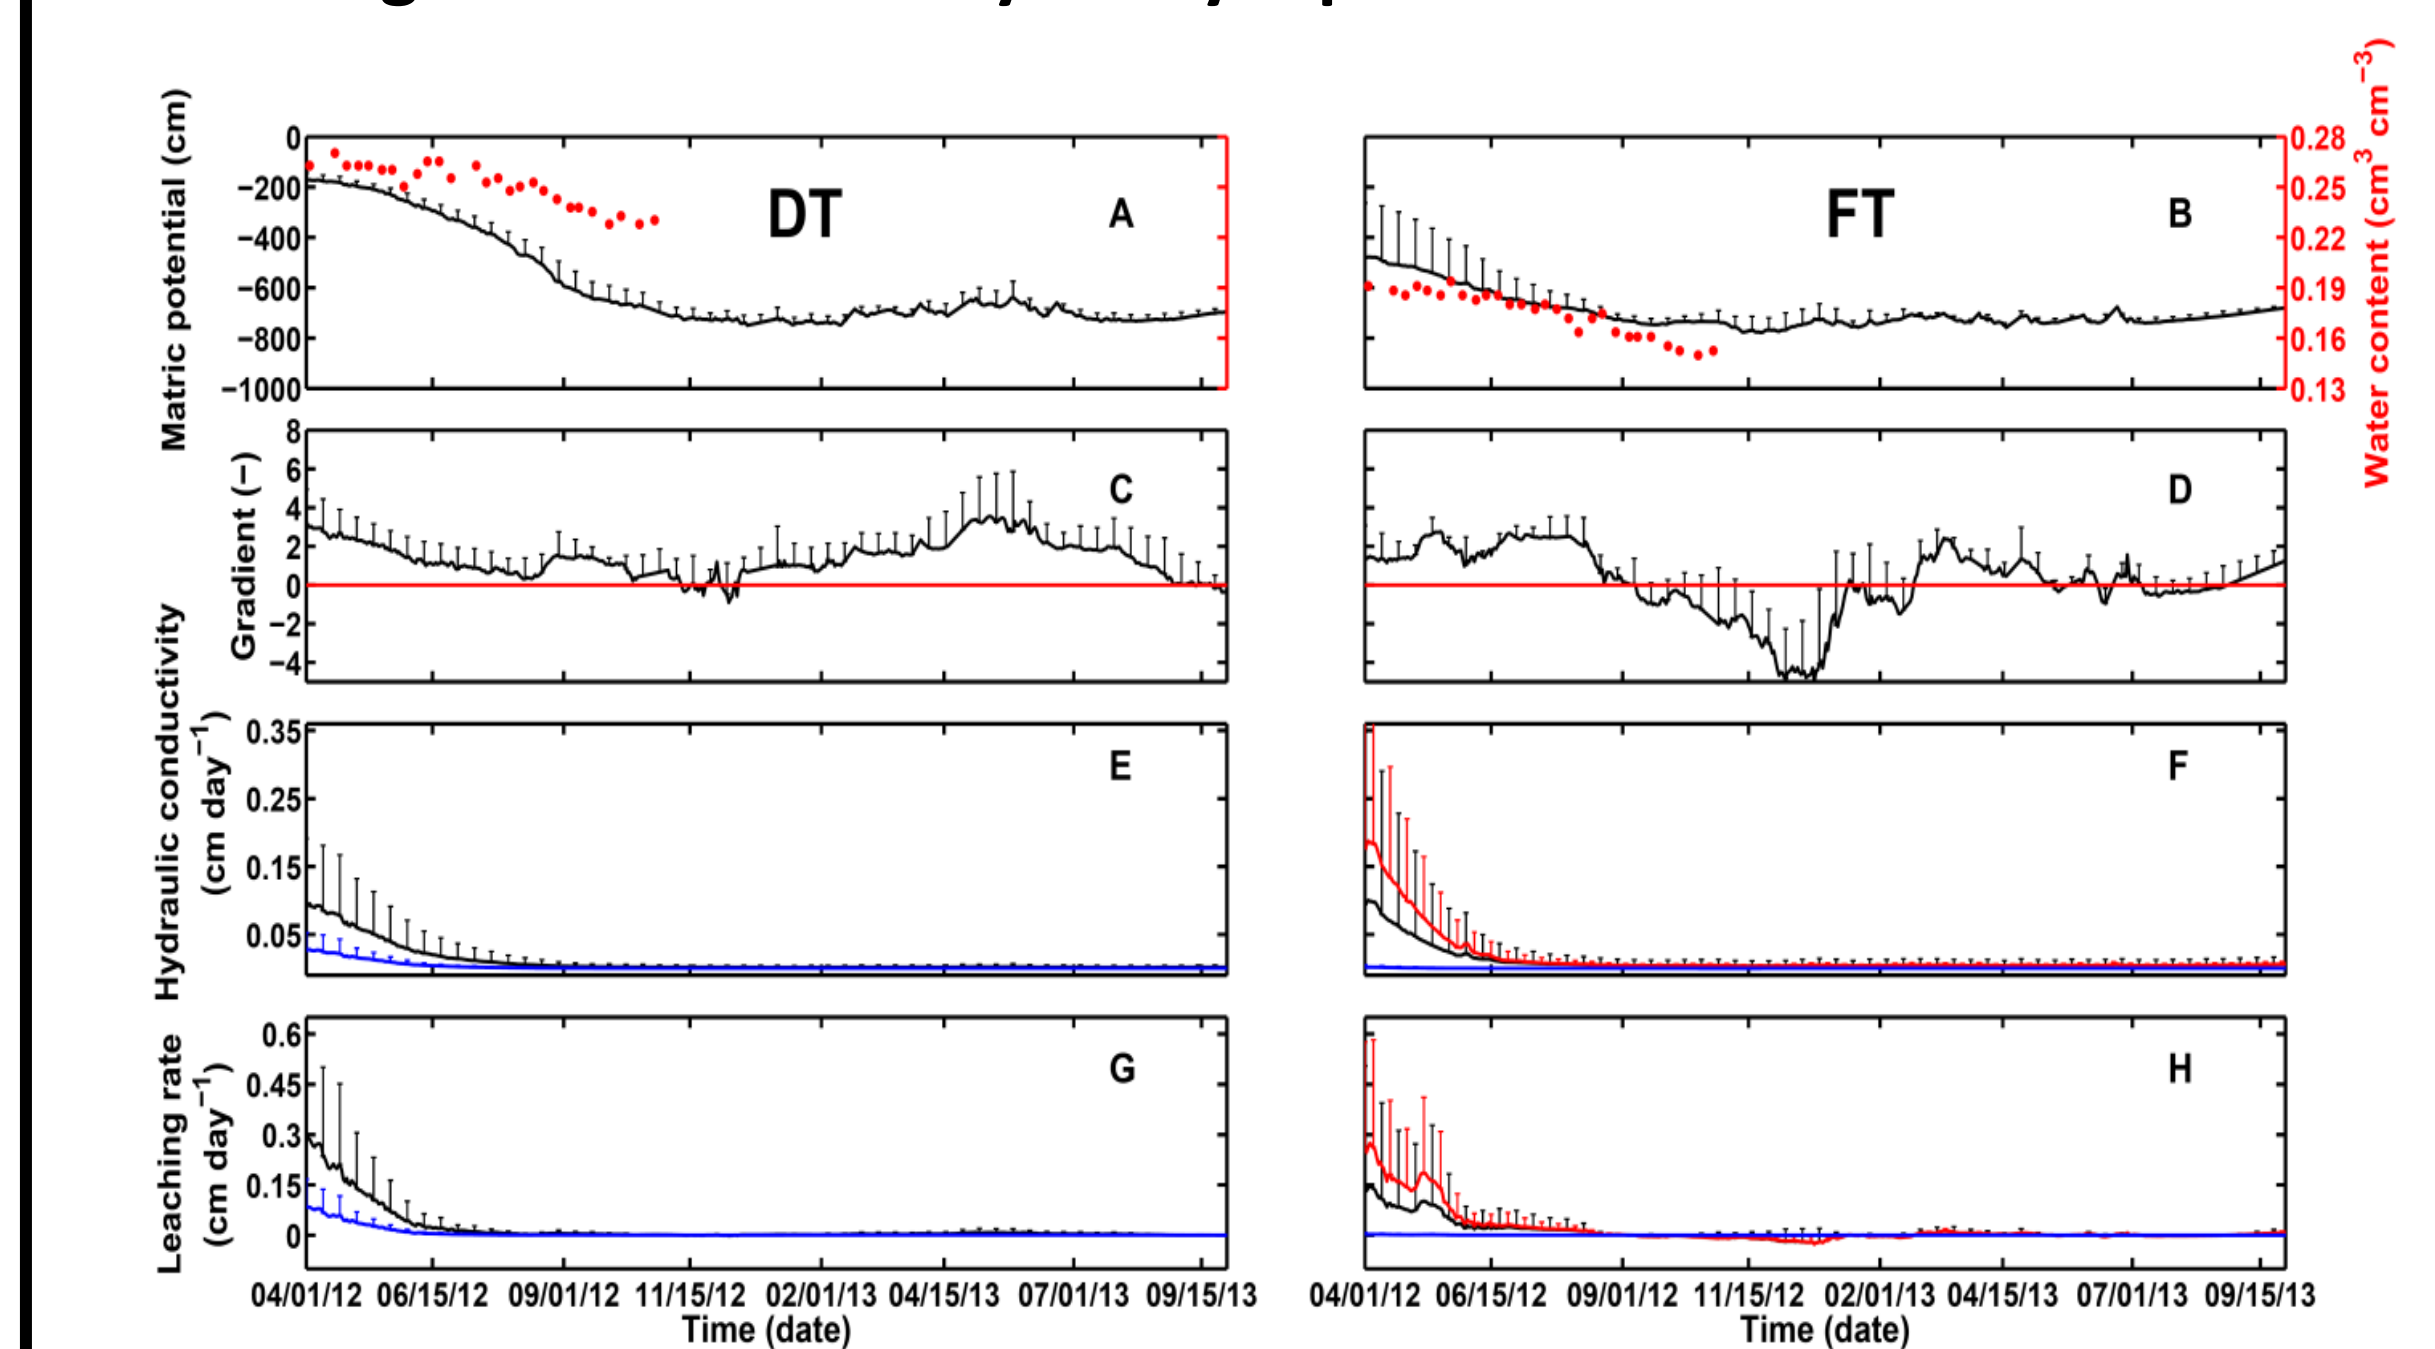 Matric potential (cm)
0
−200
−400
−600
−800
−1000
DT
A
FT
B
0.28
0.25
0.22
0.19
0.16
0.13
Water content (cm³ cm⁻³)
Gradient (−)
8
6
4
2
0
−2
−4
C
D
Hydraulic conductivity
(cm day⁻¹)
0.35
0.25
0.15
0.05
E
F
Leaching rate
(cm day⁻¹)
0.6
0.45
0.3
0.15
0
G
H
04/01/12 06/15/12 09/01/12 11/15/12 02/01/13 04/15/13 07/01/13 09/15/13
04/01/12 06/15/12 09/01/12 11/15/12 02/01/13 04/15/13 07/01/13 09/15/13
Time (date)
Time (date)